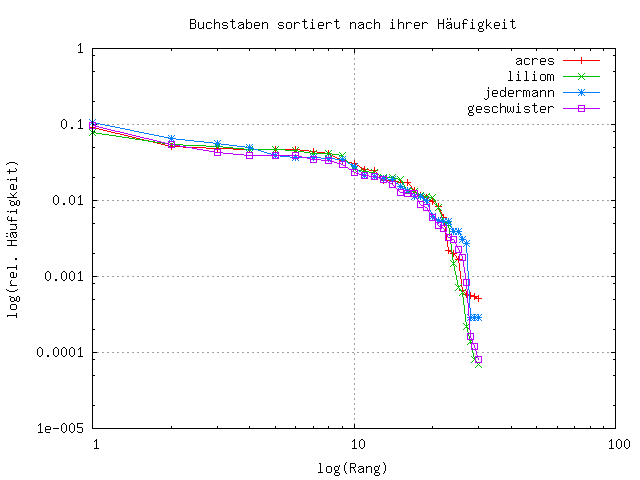 Buchstaben sortiert nach ihrer Häufigkeit
acres
liliom
jedermann
geschwister
log(rel. Häufigkeit)
1
0.1
0.01
0.001
0.0001
1e-005
1 10 100
log(Rang)